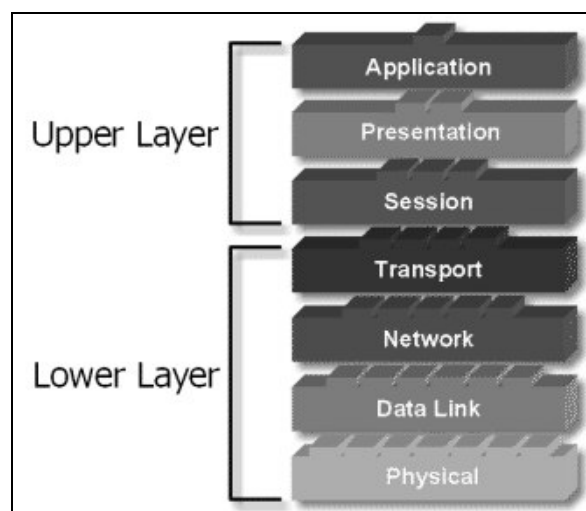 Upper Layer
Application
Presentation
Session
Lower Layer
Transport
Network
Data Link
Physical